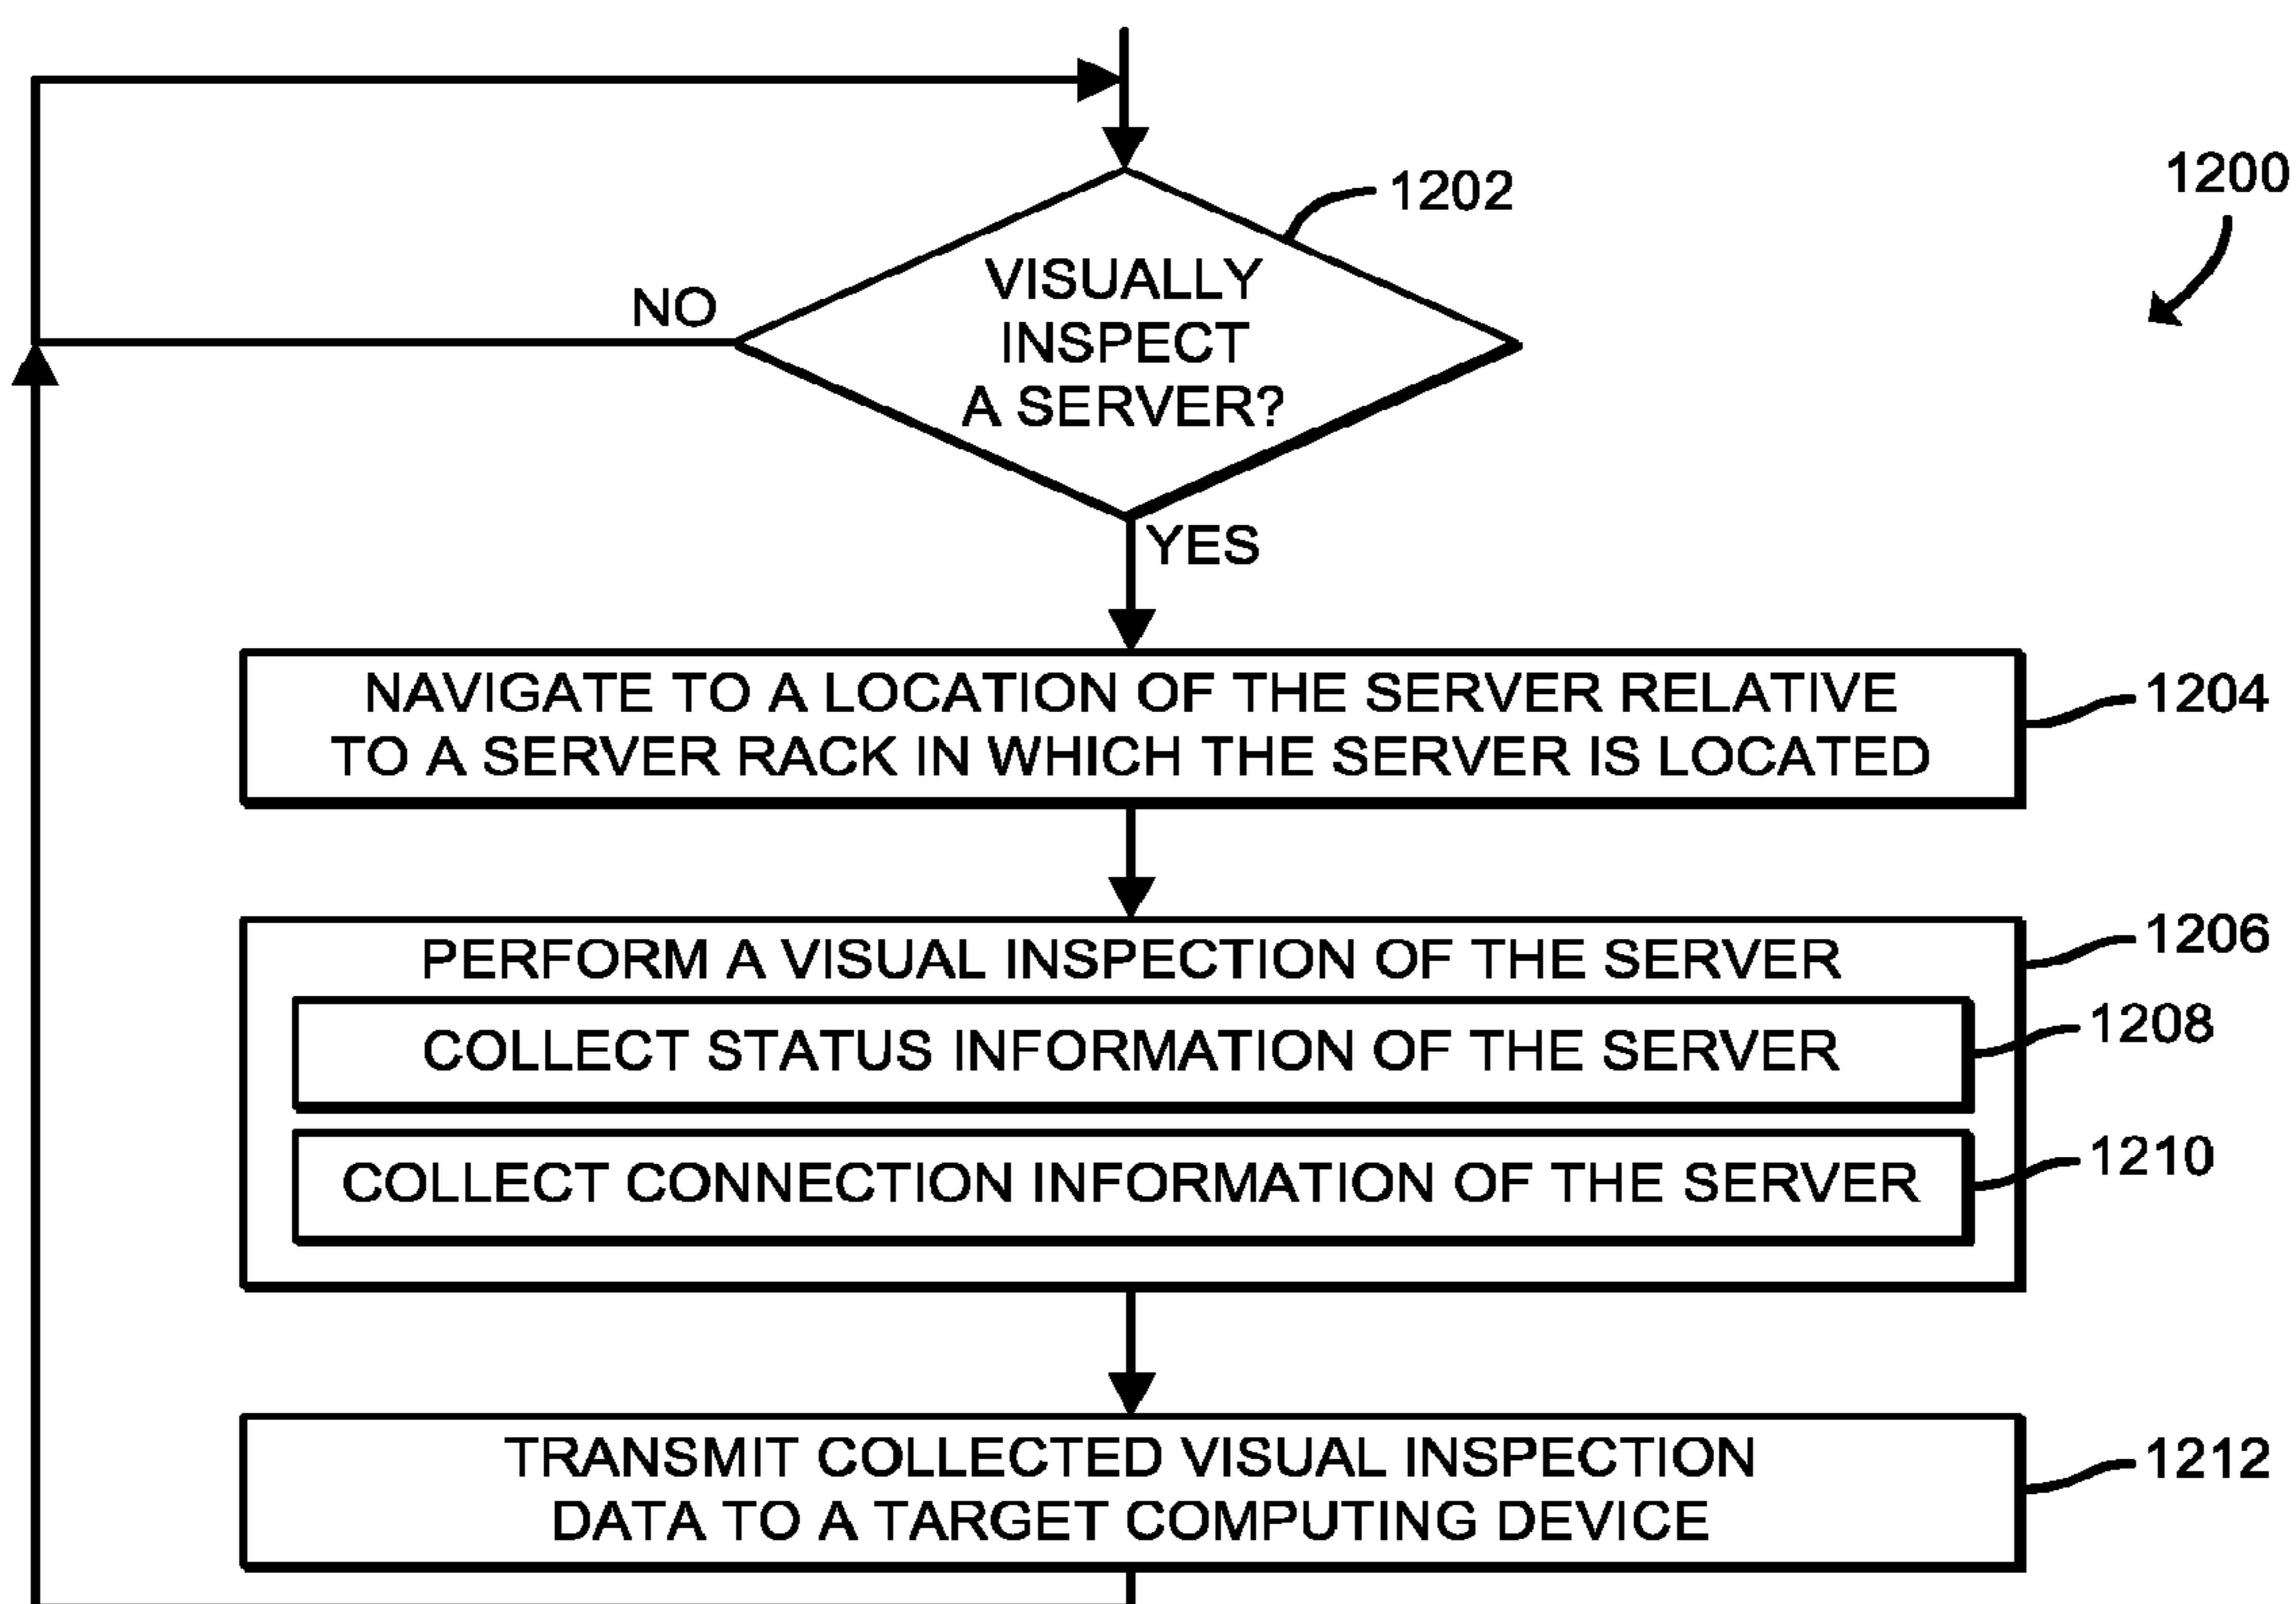 1200
1202
VISUALLY
INSPECT
A SERVER?
NO
YES
NAVIGATE TO A LOCATION OF THE SERVER RELATIVE
TO A SERVER RACK IN WHICH THE SERVER IS LOCATED
1204
PERFORM A VISUAL INSPECTION OF THE SERVER
1206
COLLECT STATUS INFORMATION OF THE SERVER
1208
COLLECT CONNECTION INFORMATION OF THE SERVER
1210
TRANSMIT COLLECTED VISUAL INSPECTION
DATA TO A TARGET COMPUTING DEVICE
1212